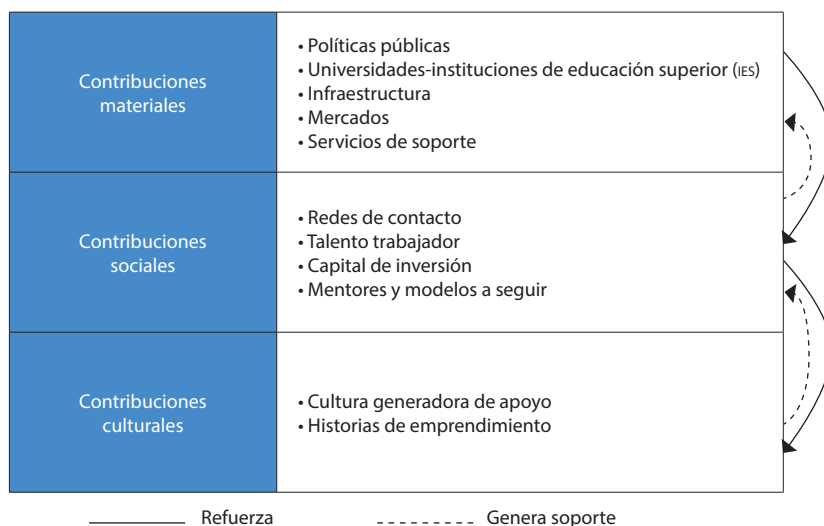 Contribuciones
materiales
• Políticas públicas
• Universidades-instituciones de educación superior (IES)
• Infraestructura
• Mercados
• Servicios de soporte
Contribuciones
sociales
• Redes de contacto
• Talento trabajador
• Capital de inversión
• Mentores y modelos a seguir
Contribuciones
culturales
• Cultura generadora de apoyo
• Historias de emprendimiento
Refuerza
Genera soporte